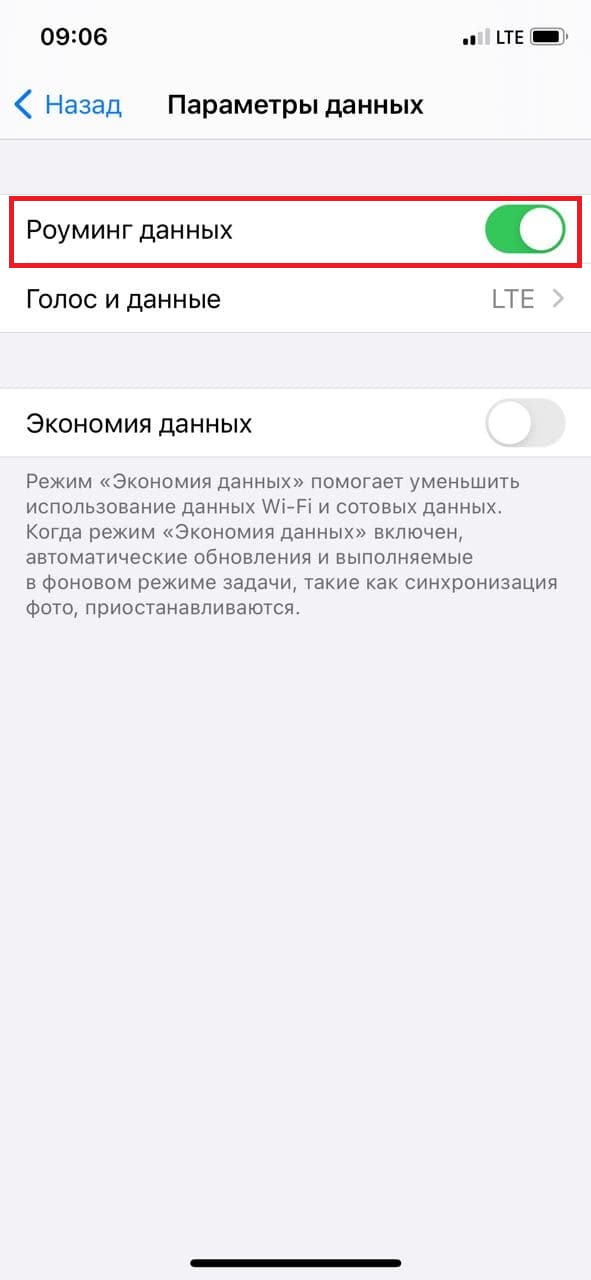 09:06 LTE
Назад Параметры данных
Роуминг данных
Голос и данные LTE
Экономия данных
Режим «Экономия данных» помогает уменьшить
использование данных Wi-Fi и сотовых данных.
Когда режим «Экономия данных» включен,
автоматические обновления и выполняемые
в фоновом режиме задачи, такие как синхронизация
фото, приостанавливаются.